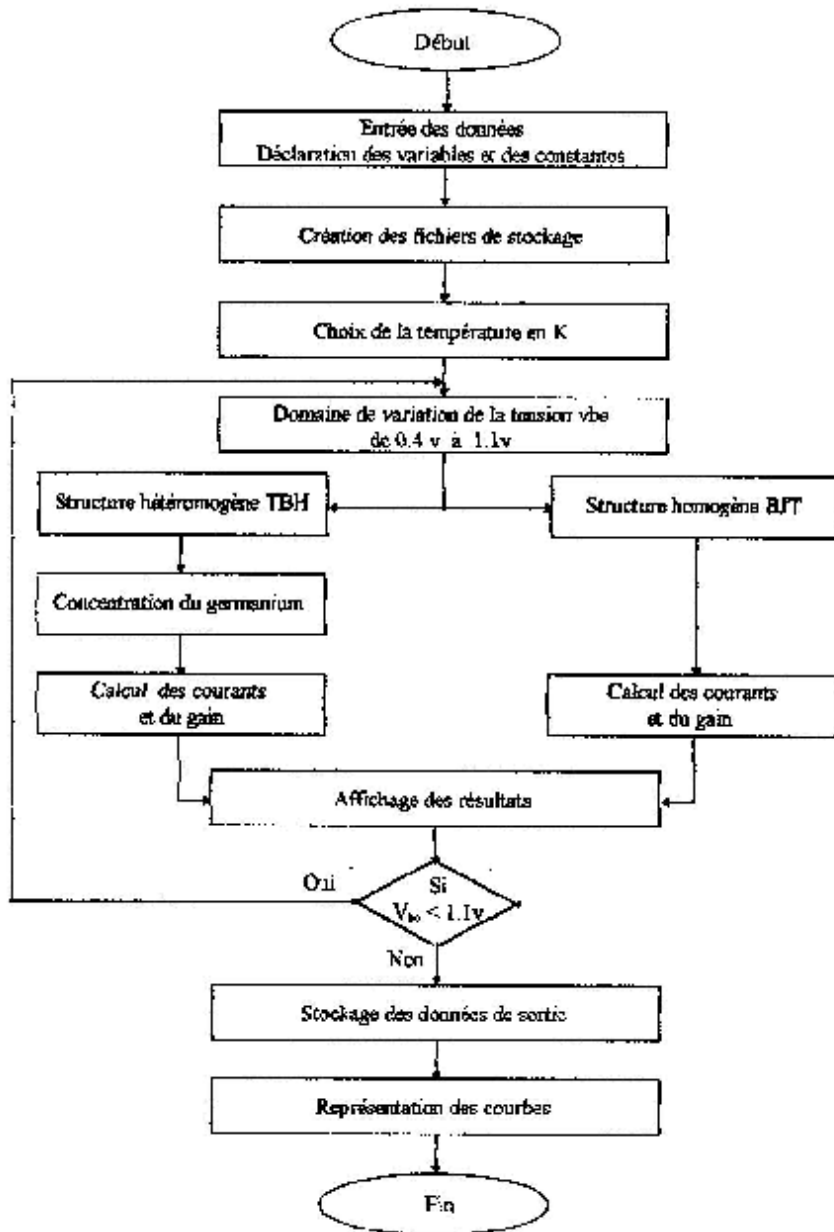 Début
Entrée des données
Déclaration des variables et des constantes
Création des fichiers de stockage
Choix de la température en K
Domaine de variation de la tension vbe
de 0.4 v à 1.1v
Structure hétéromogène TBH
Structure homogène BJT
Concentration du germanium
Calcul des courants
et du gain
Calcul des courants
et du gain
Affichage des résultats
Oui
Si
Vbe < 1.1v
Non
Stockage des données de sortie
Représentation des courbes
Fin